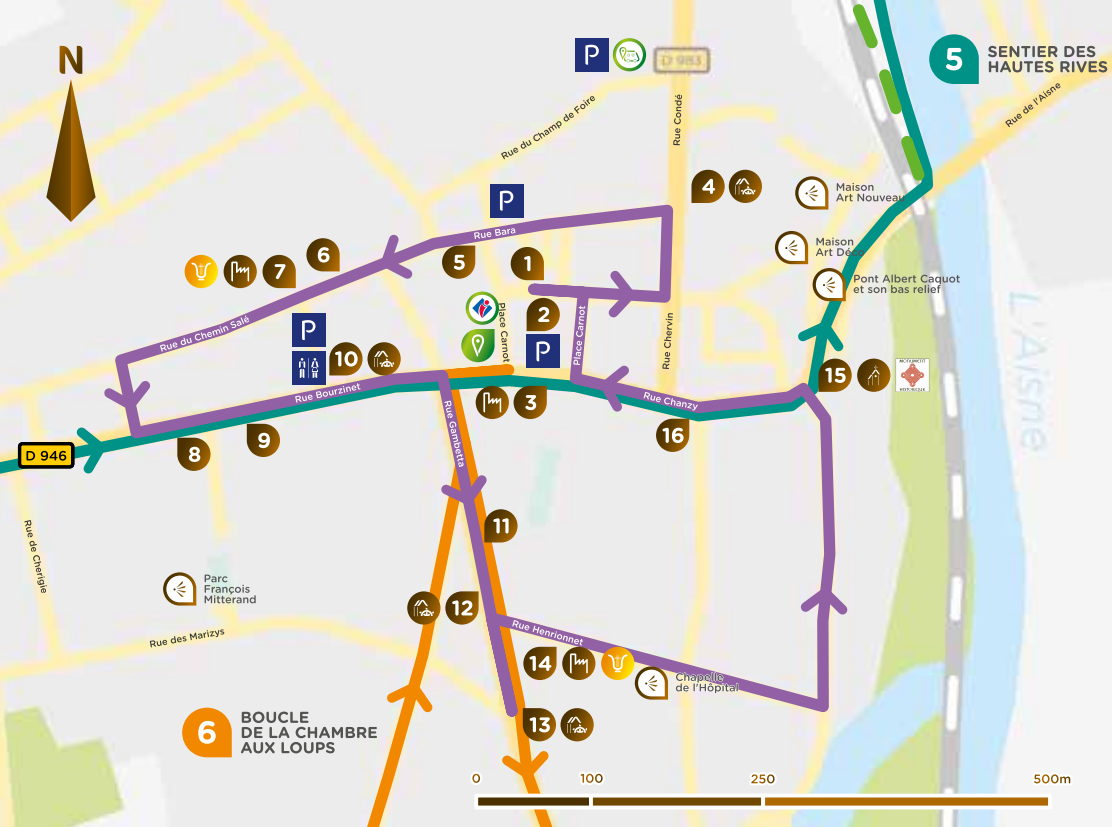 N
P
D 983
5
SENTIER DES
HAUTES RIVES
Rue de l'Aisne
Rue du Champ de Foire
Rue Condé
P
4
Maison
Art Nouveau
Rue Bara
6
5
1
7
Maison
Art Déco
Pont Albert Caquot
et son bas relief
L'Aisne
Rue du Chemin Salé
P
Place Carnot
2
P
Place Carnot
Rue Chervin
10
15
MONUMENT
HISTORIQUE
Rue Bourzinet
3
Rue Chanzy
16
D 946
8
9
Rue Gambetta
11
Rue de Cherigie
Parc
François
Mitterand
12
Rue des Marizys
Rue Henrionnet
14
Chapelle
de l'Hôpital
6
BOUCLE
DE LA CHAMBRE
AUX LOUPS
13
0 100 250 500m